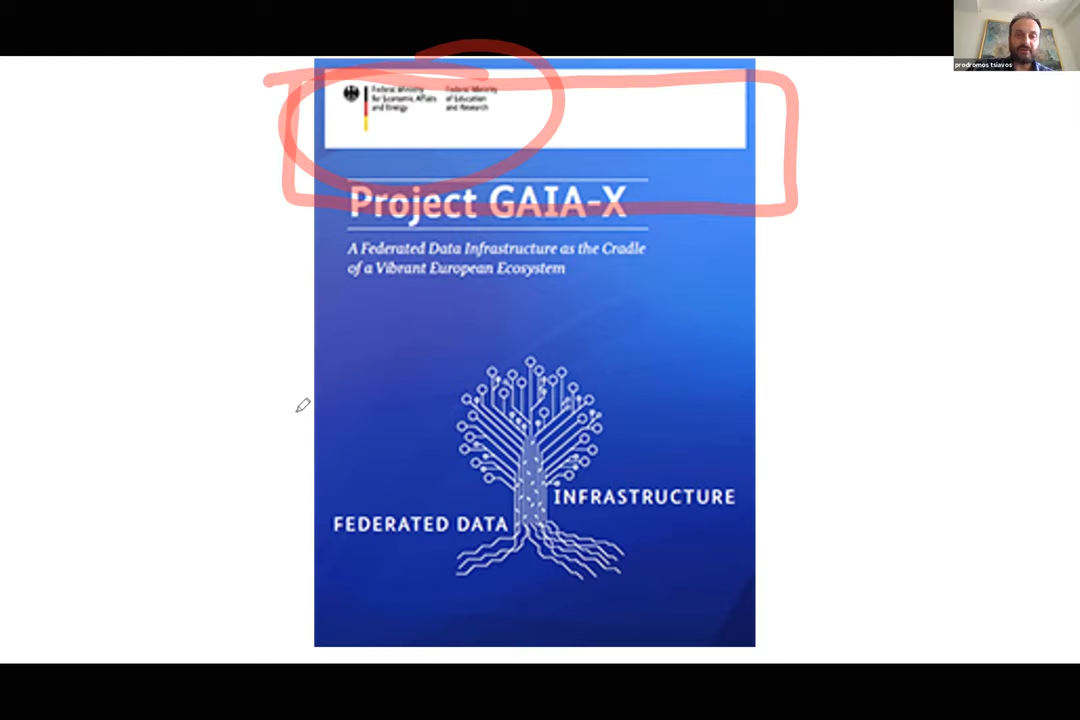 prodromos tsiavos
Federal Ministry
for Economic Affairs
and Energy
Federal Ministry
of Education
and Research
Project GAIA-X
A Federated Data Infrastructure as the Cradle
of a Vibrant European Ecosystem
INFRASTRUCTURE
FEDERATED DATA